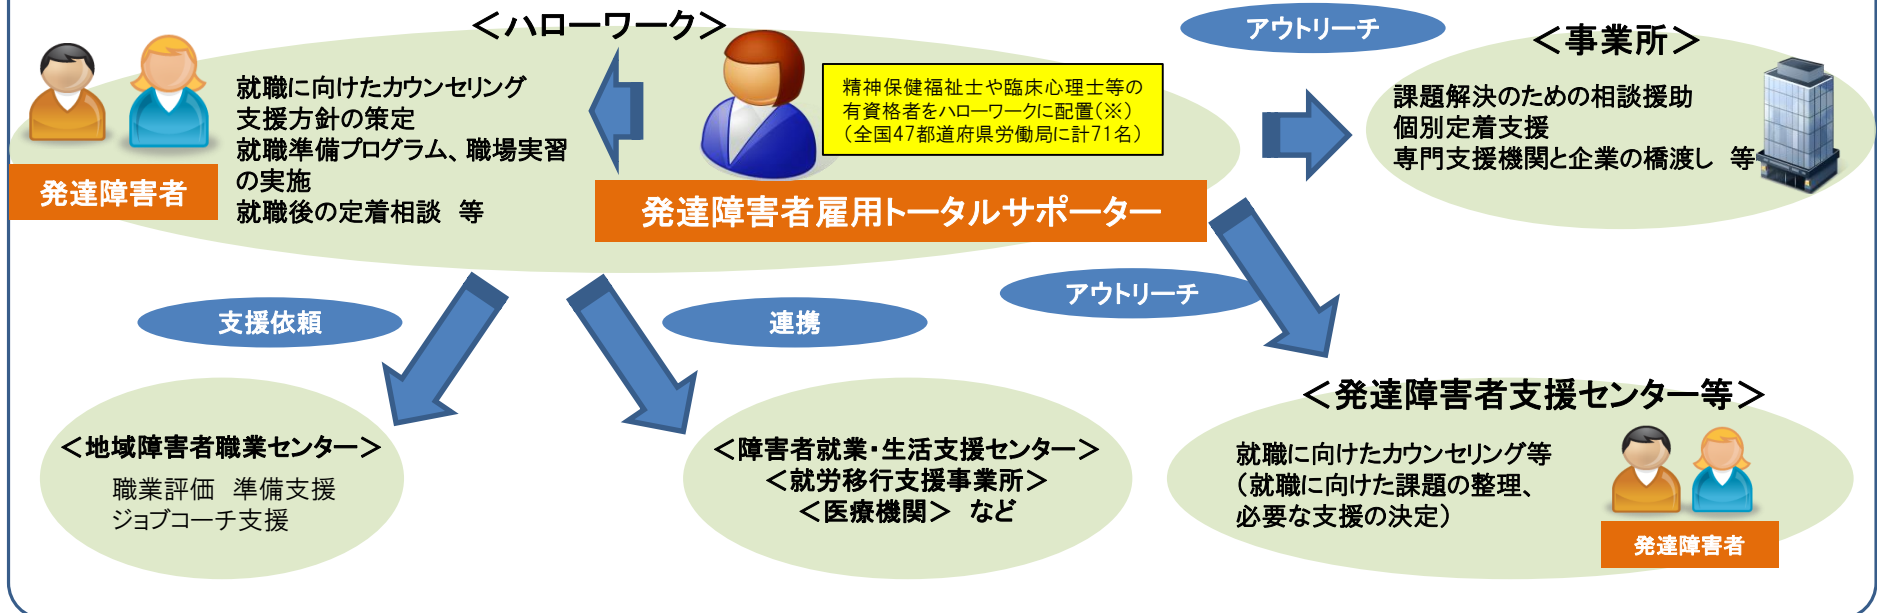 ＜ハローワーク＞
発達障害者
就職に向けたカウンセリング
支援方針の策定
就職準備プログラム、職場実習
の実施
就職後の定着相談　等
精神保健福祉士や臨床心理士等の
有資格者をハローワークに配置(※)
（全国47都道府県労働局に計71名）
発達障害者雇用トータルサポーター
アウトリーチ
＜事業所＞
課題解決のための相談援助
個別定着支援
専門支援機関と企業の橋渡し　等
支援依頼
連携
アウトリーチ
＜地域障害者職業センター＞
職業評価　準備支援
ジョブコーチ支援
＜障害者就業・生活支援センター＞
＜就労移行支援事業所＞
＜医療機関＞　など
＜発達障害者支援センター等＞
就職に向けたカウンセリング等
（就職に向けた課題の整理、
必要な支援の決定）
発達障害者